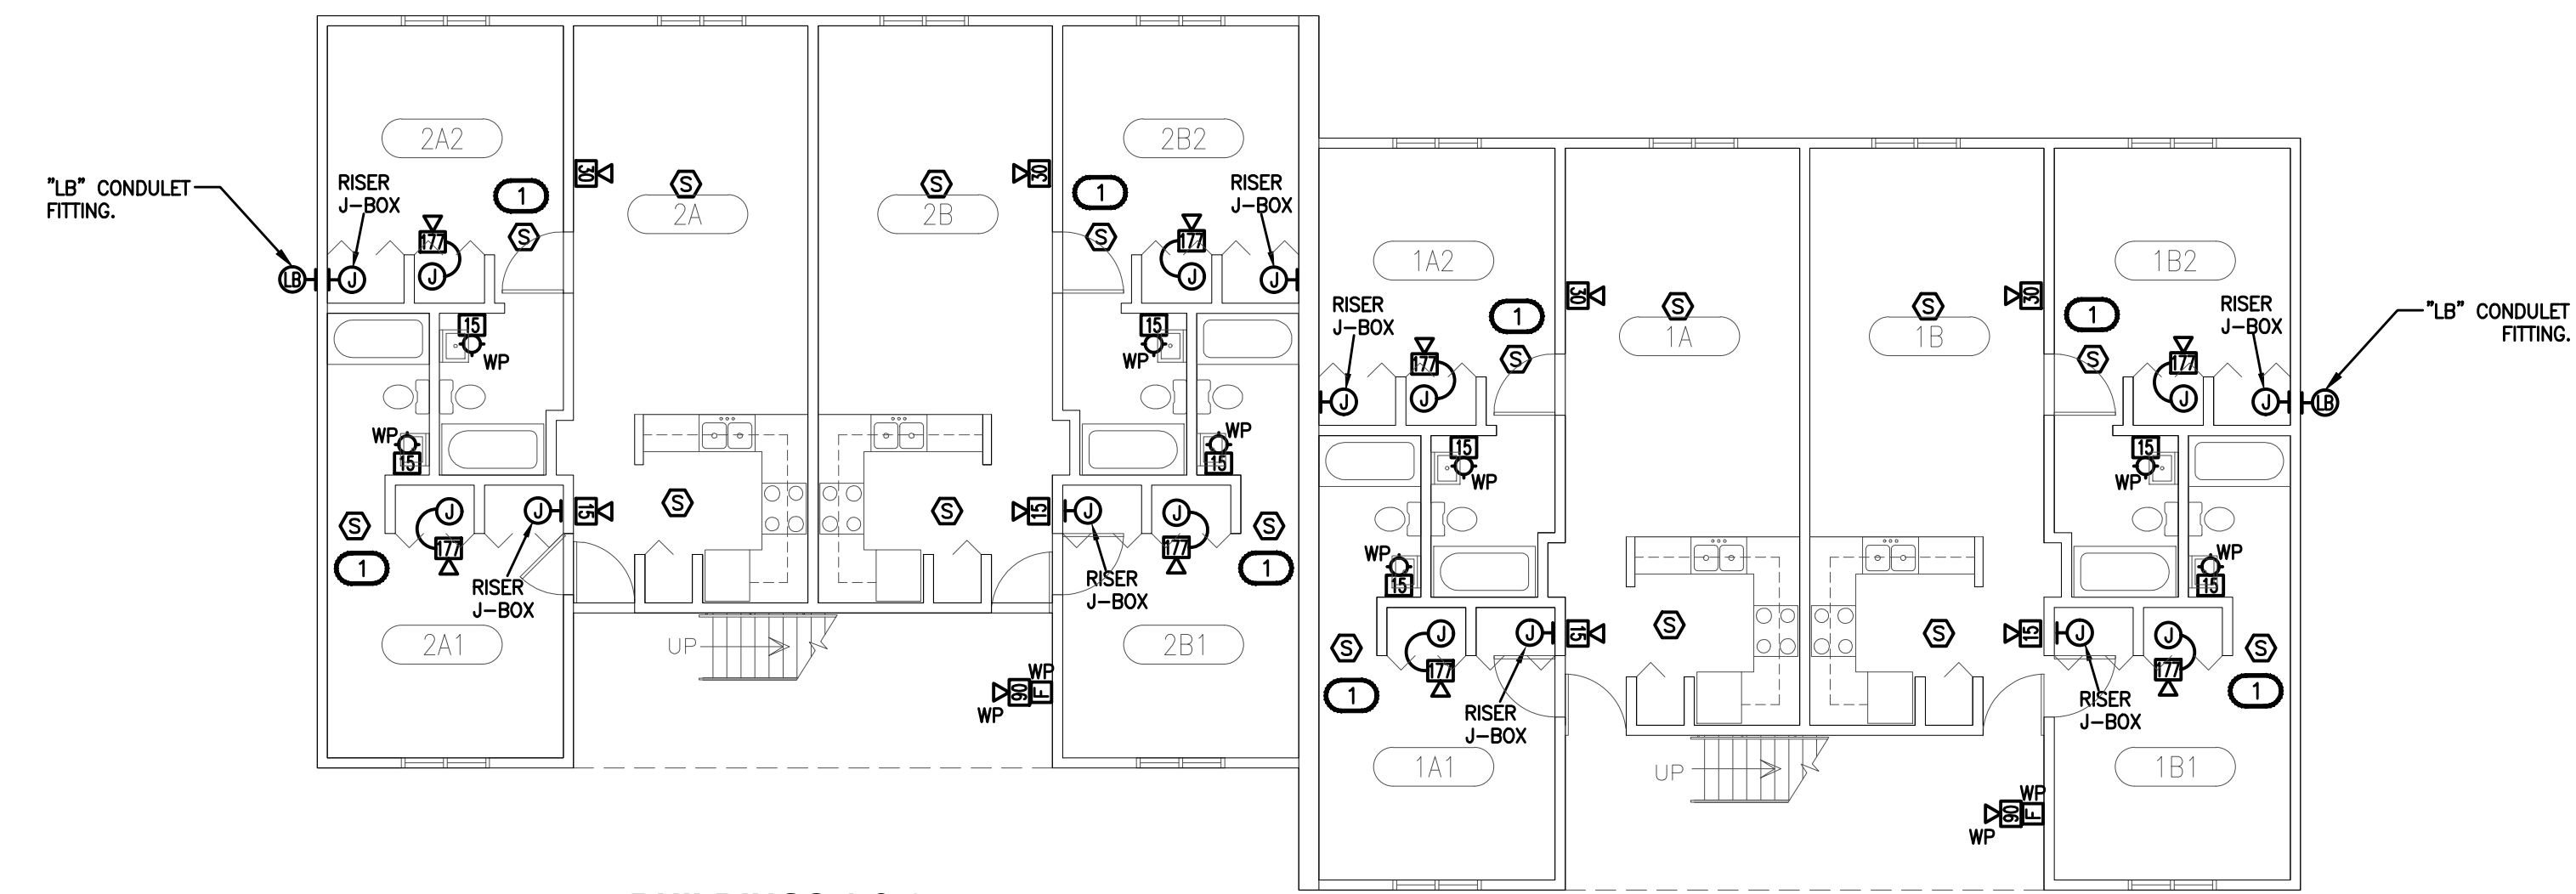 2A2
2B2
"LB" CONDULET
FITTING.
RISER
J-BOX
1
30
S
2A
S
2B
30
1
RISER
J-BOX
177
J
S
LB
J
S
177
J
J
15
WP
15
WP
WP
15
WP
15
S
J
177
1
J
15
S
S
15
J
J
177
S
1
RISER
J-BOX
RISER
J-BOX
2A1
UP
2B1
WP
90
F
WP
1A2
1B2
RISER
J-BOX
1
30
S
1A
S
1B
30
1
RISER
J-BOX
"LB" CONDULET
FITTING.
J
177
J
S
S
177
J
J
LB
15
WP
15
WP
WP
15
WP
15
S
J
177
1
J
15
S
S
15
J
J
177
S
1
RISER
J-BOX
RISER
J-BOX
1A1
UP
1B1
WP
90
F
WP